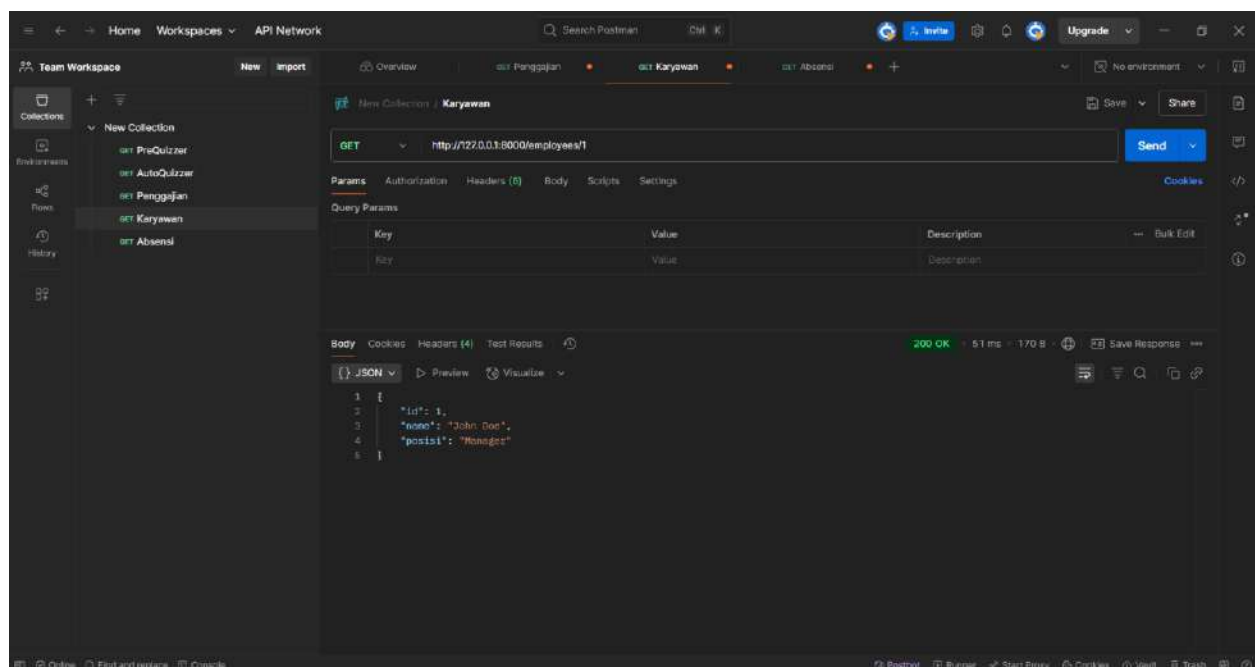 Home Workspaces API Network Search Postman Ctrl K Invite Upgrade
Team Workspace New Import Overview GET Penggajian GET Karyawan GET Absensi No environment
Collections
New Collection
Environments
GET PreQuizzer
GET AutoQuizzer
Flows
GET Penggajian
GET Karyawan
History
GET Absensi
New Collection / Karyawan Save Share
GET http://127.0.0.1:8000/employees/1 Send
Params Authorization Headers (6) Body Scripts Settings Cookies
Query Params
Key Value Description Bulk Edit
Key Value Description
Body Cookies Headers (4) Test Results 200 OK 51 ms 170 B Save Response
{} JSON Preview Visualize
1 {
2 "id": 1,
3 "nama": "John Doe",
4 "posisi": "Manager"
5 }
Online Find and replace Console Postbot Runner Start Proxy Cookies Vault Trash